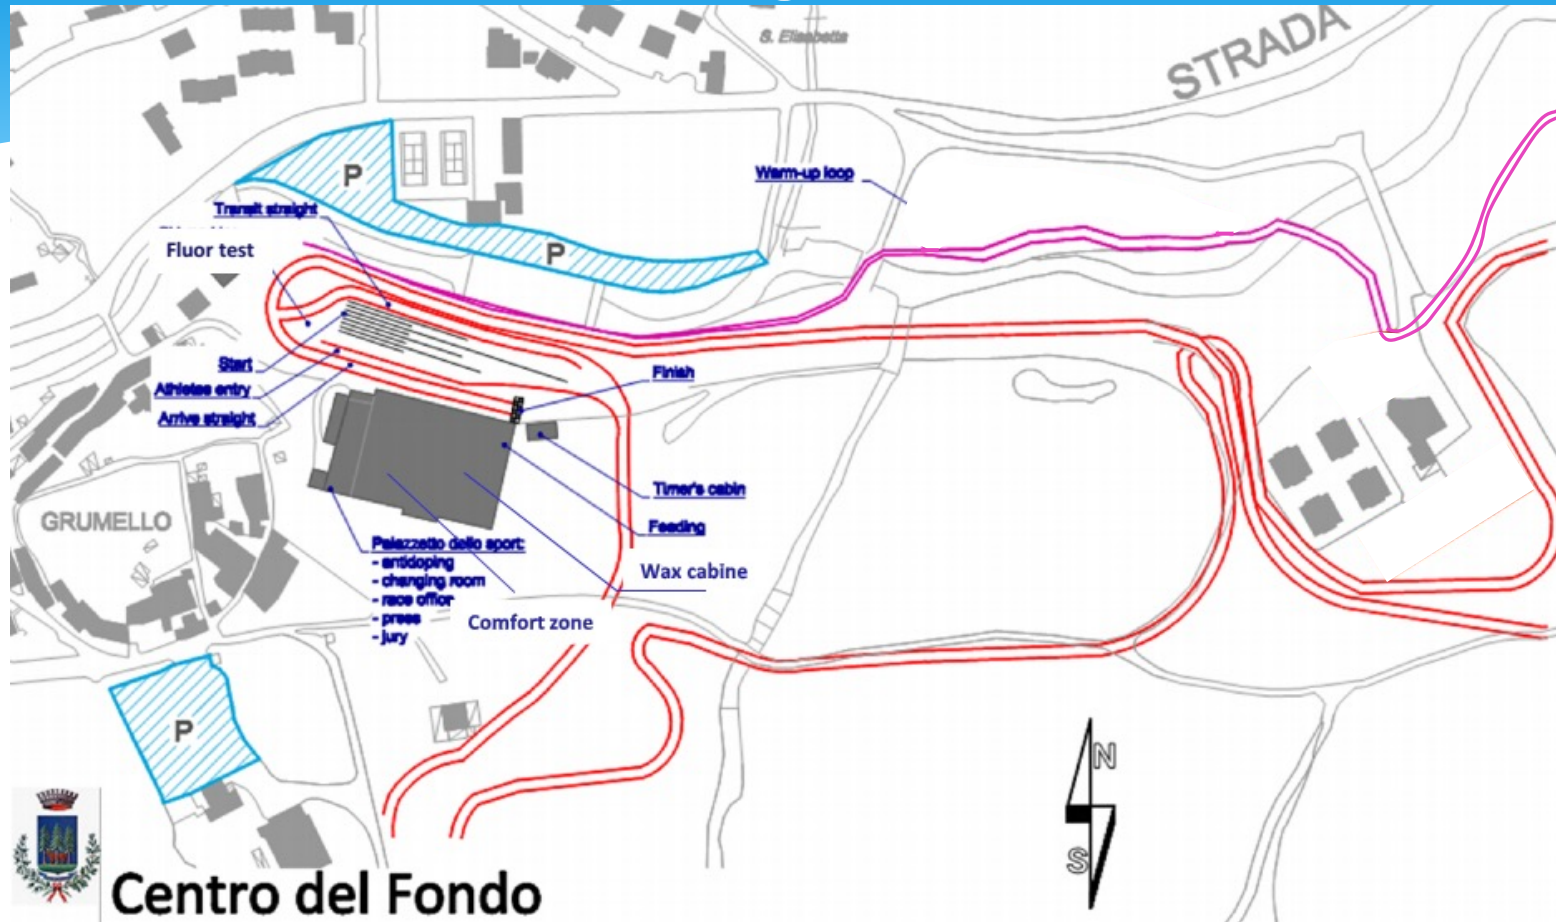 S. Elisabetta
STRADA
Warm-up loop
P
Transit straight
Fluor test
P
Start
Athletes entry
Arrive straight
Finish
Timer's cabin
Feeding
GRUMELLO
Palazzetto dello sport:
- antidoping
- changing room
- race office
- press
- jury
Wax cabine
Comfort zone
P
N
S
Centro del Fondo